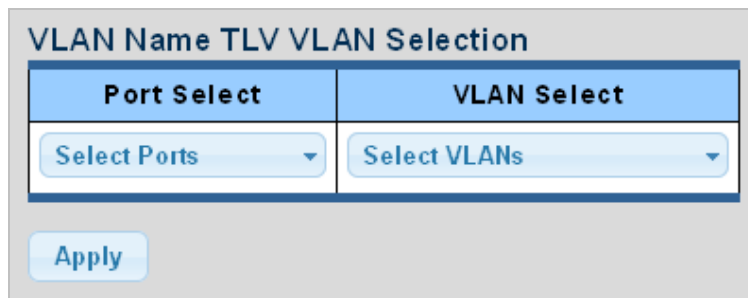 VLAN Name TLV VLAN Selection
Port Select VLAN Select
Select Ports Select VLANs
Apply